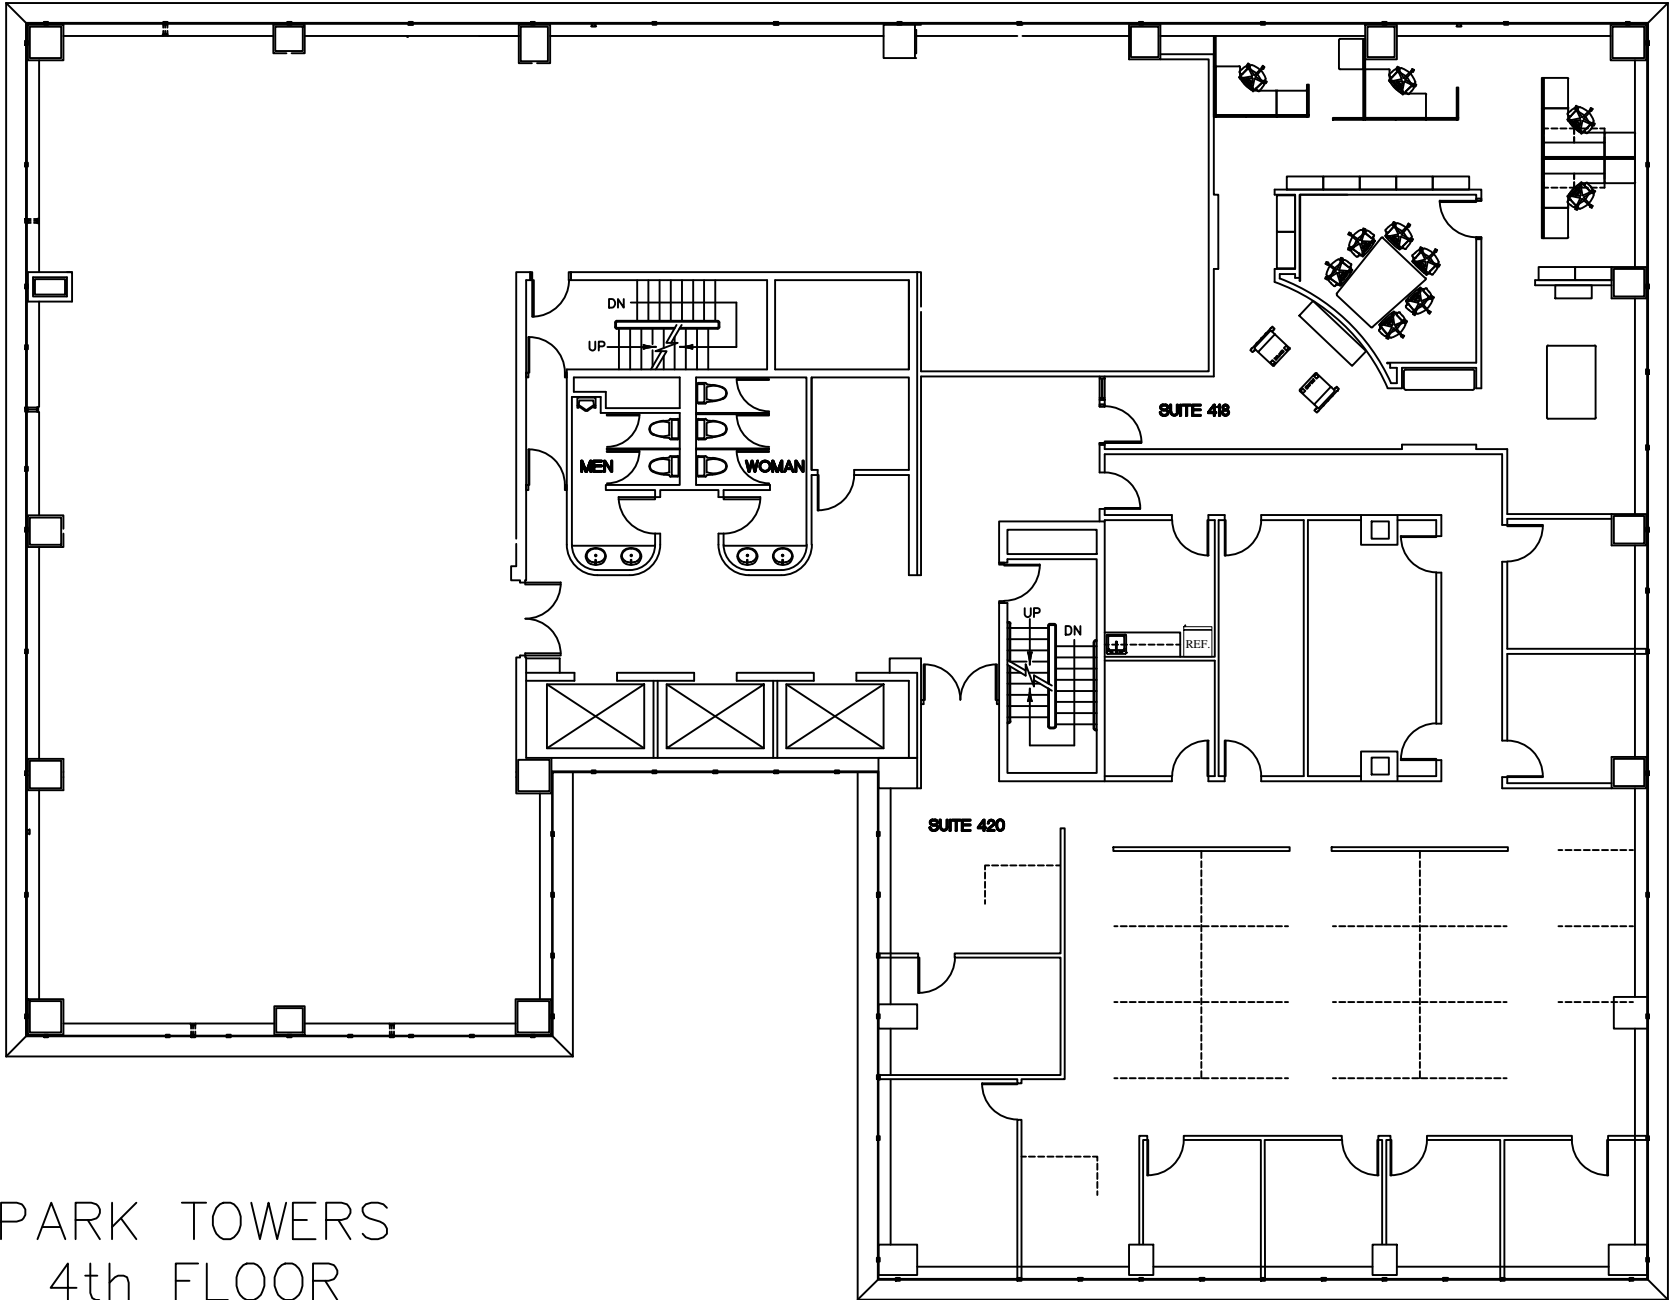 DN
UP
SUITE 418
MEN
WOMAN
UP
DN
REF.
SUITE 420
PARK TOWERS
4th FLOOR